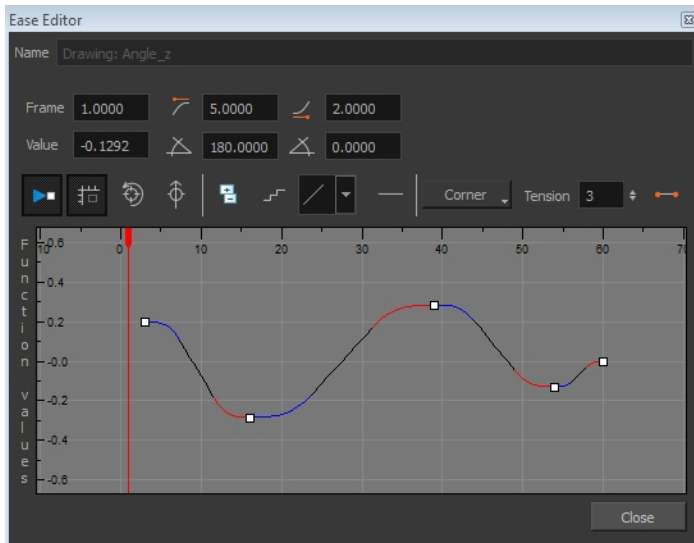 Ease Editor
Name Drawing: Angle_z
Frame 1.0000 5.0000 2.0000
Value -0.1292 180.0000 0.0000
Corner Tension 3
Function values
-10 0 10 20 30 40 50 60 70
-0.6
-0.4
-0.2
-0.0
-0.2
-0.4
-0.6
Close